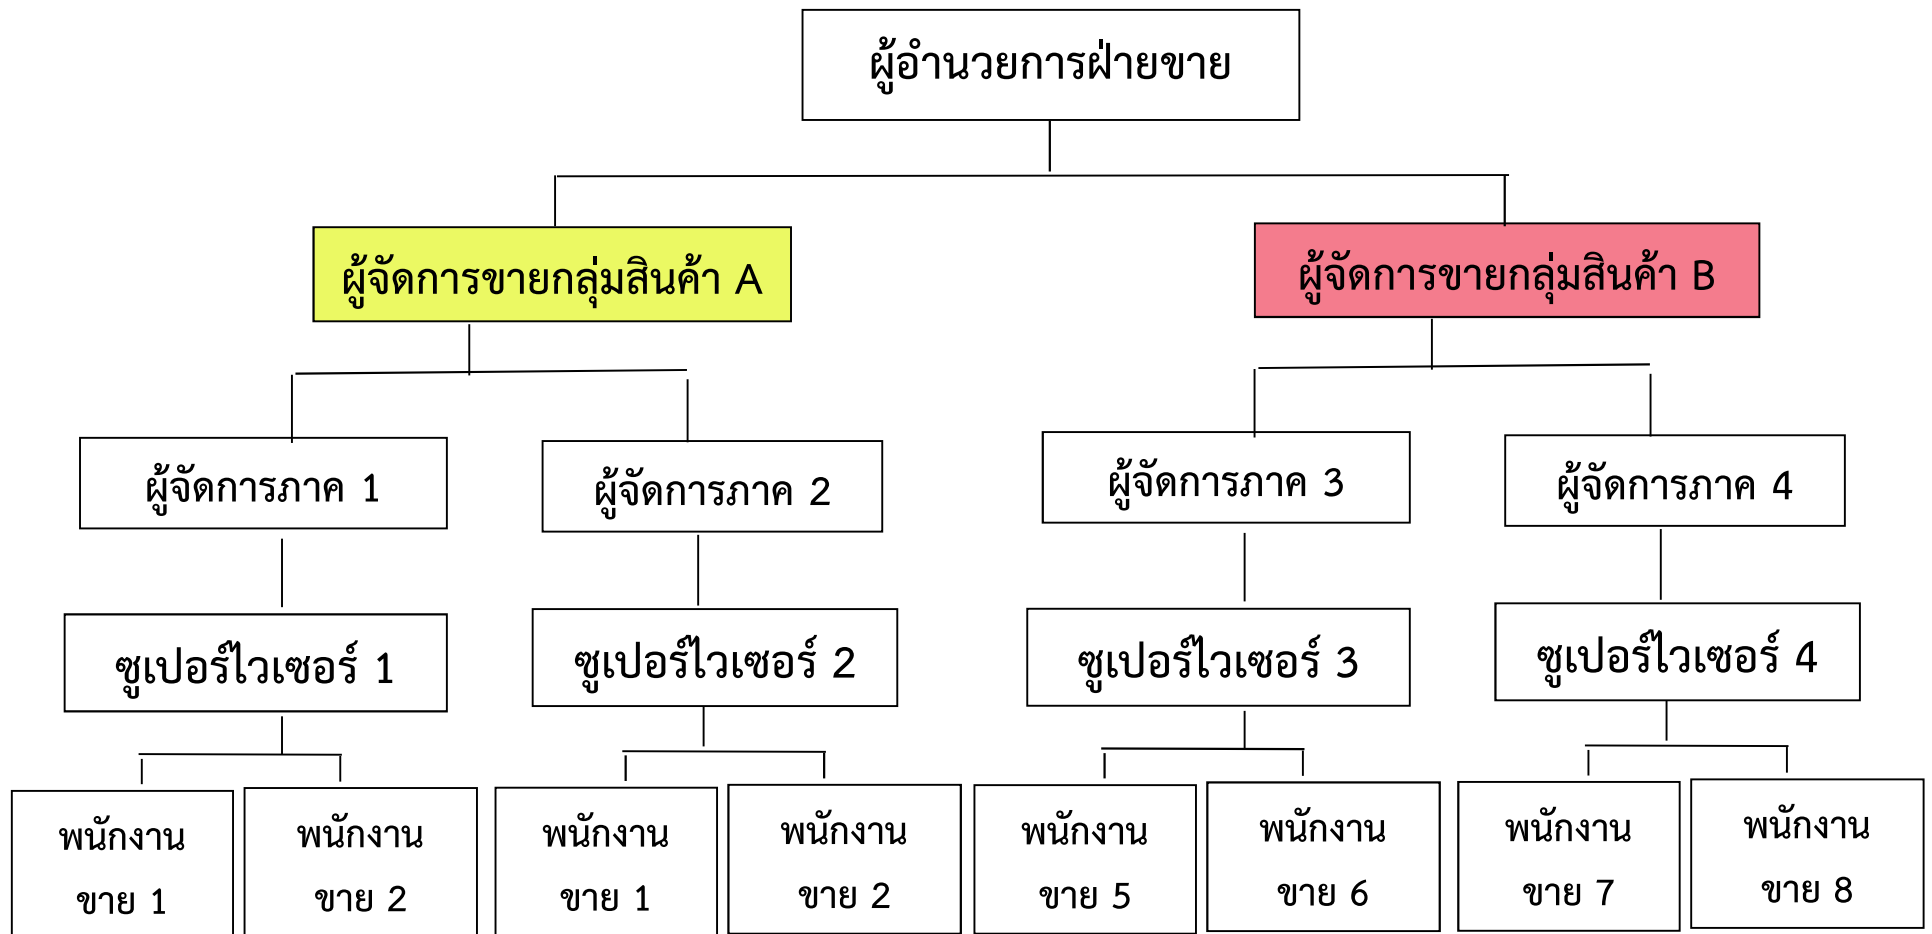 ผู้อำนวยการฝ่ายขาย
ผู้จัดการขายกลุ่มสินค้า A
ผู้จัดการขายกลุ่มสินค้า B
ผู้จัดการภาค 1
ผู้จัดการภาค 2
ผู้จัดการภาค 3
ผู้จัดการภาค 4
ซูเปอร์ไวเซอร์ 1
ซูเปอร์ไวเซอร์ 2
ซูเปอร์ไวเซอร์ 3
ซูเปอร์ไวเซอร์ 4
พนักงาน
ขาย 1
พนักงาน
ขาย 2
พนักงาน
ขาย 1
พนักงาน
ขาย 2
พนักงาน
ขาย 5
พนักงาน
ขาย 6
พนักงาน
ขาย 7
พนักงาน
ขาย 8